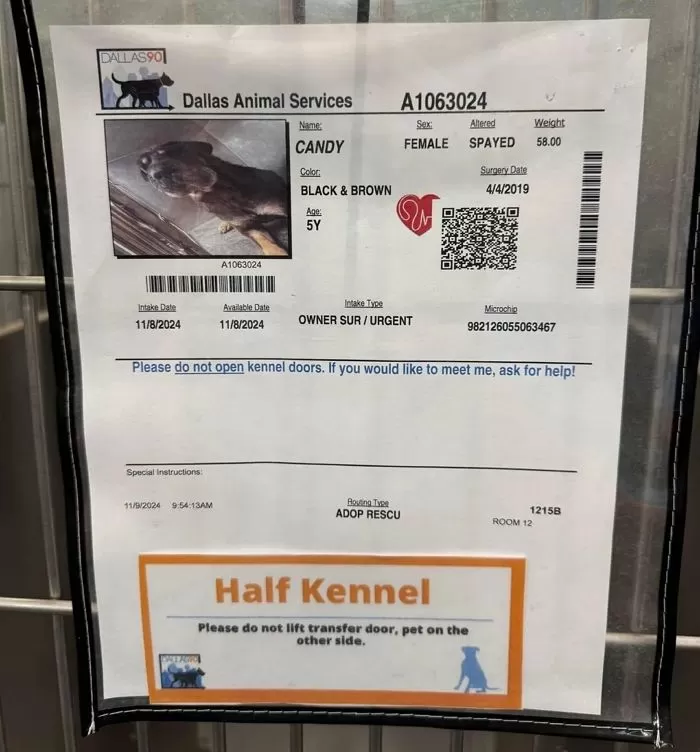 DALLAS90
Dallas Animal Services A1063024
Name: Sex: Altered Weight
CANDY FEMALE SPAYED 58.00
Color: Surgery Date
BLACK & BROWN 4/4/2019
Age:
5Y
A1063024
Intake Date Available Date Intake Type Microchip
11/8/2024 11/8/2024 OWNER SUR / URGENT 982126055063467
Please do not open kennel doors. If you would like to meet me, ask for help!
Special Instructions:
11/9/2024 9:54:13AM Routing Type 1215B
ADOP RESCU ROOM 12
Half Kennel
Please do not lift transfer door, pet on the
other side.
DALLAS90